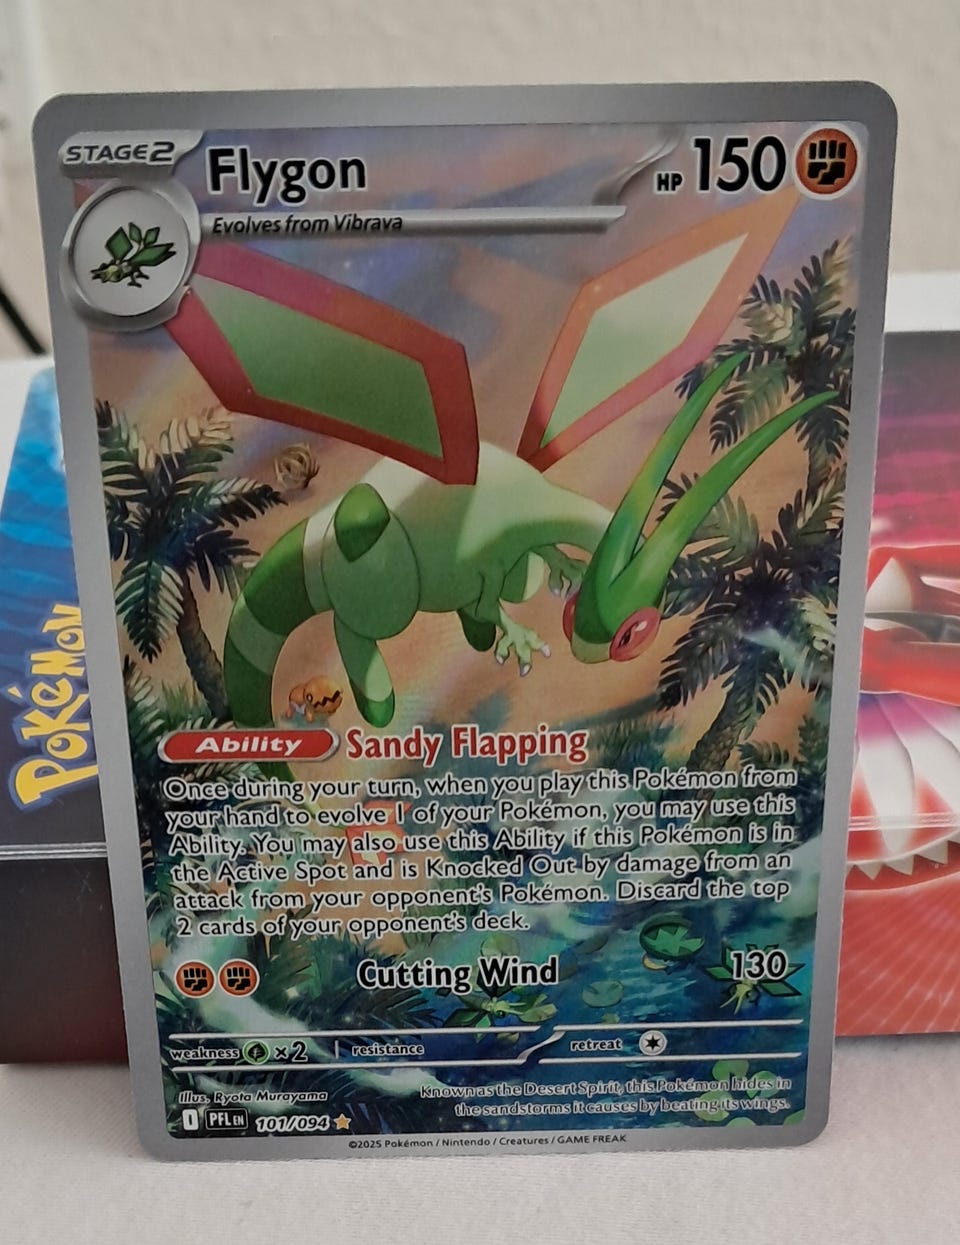 STAGE2
Flygon
HP 150
Evolves from Vibrava
POKéMON
Ability Sandy Flapping
Once during your turn, when you play this Pokémon from
your hand to evolve 1 of your Pokémon, you may use this
Ability. You may also use this Ability if this Pokémon is in
the Active Spot and is Knocked Out by damage from an
attack from your opponent's Pokémon. Discard the top
2 cards of your opponent's deck.
Cutting Wind 130
weakness ×2 resistance retreat
Illus. Ryota Murayama
Known as the Desert Spirit, this Pokémon hides in
the sandstorms it causes by beating its wings.
I PFL EN 101/094
©2025 Pokémon / Nintendo / Creatures / GAME FREAK